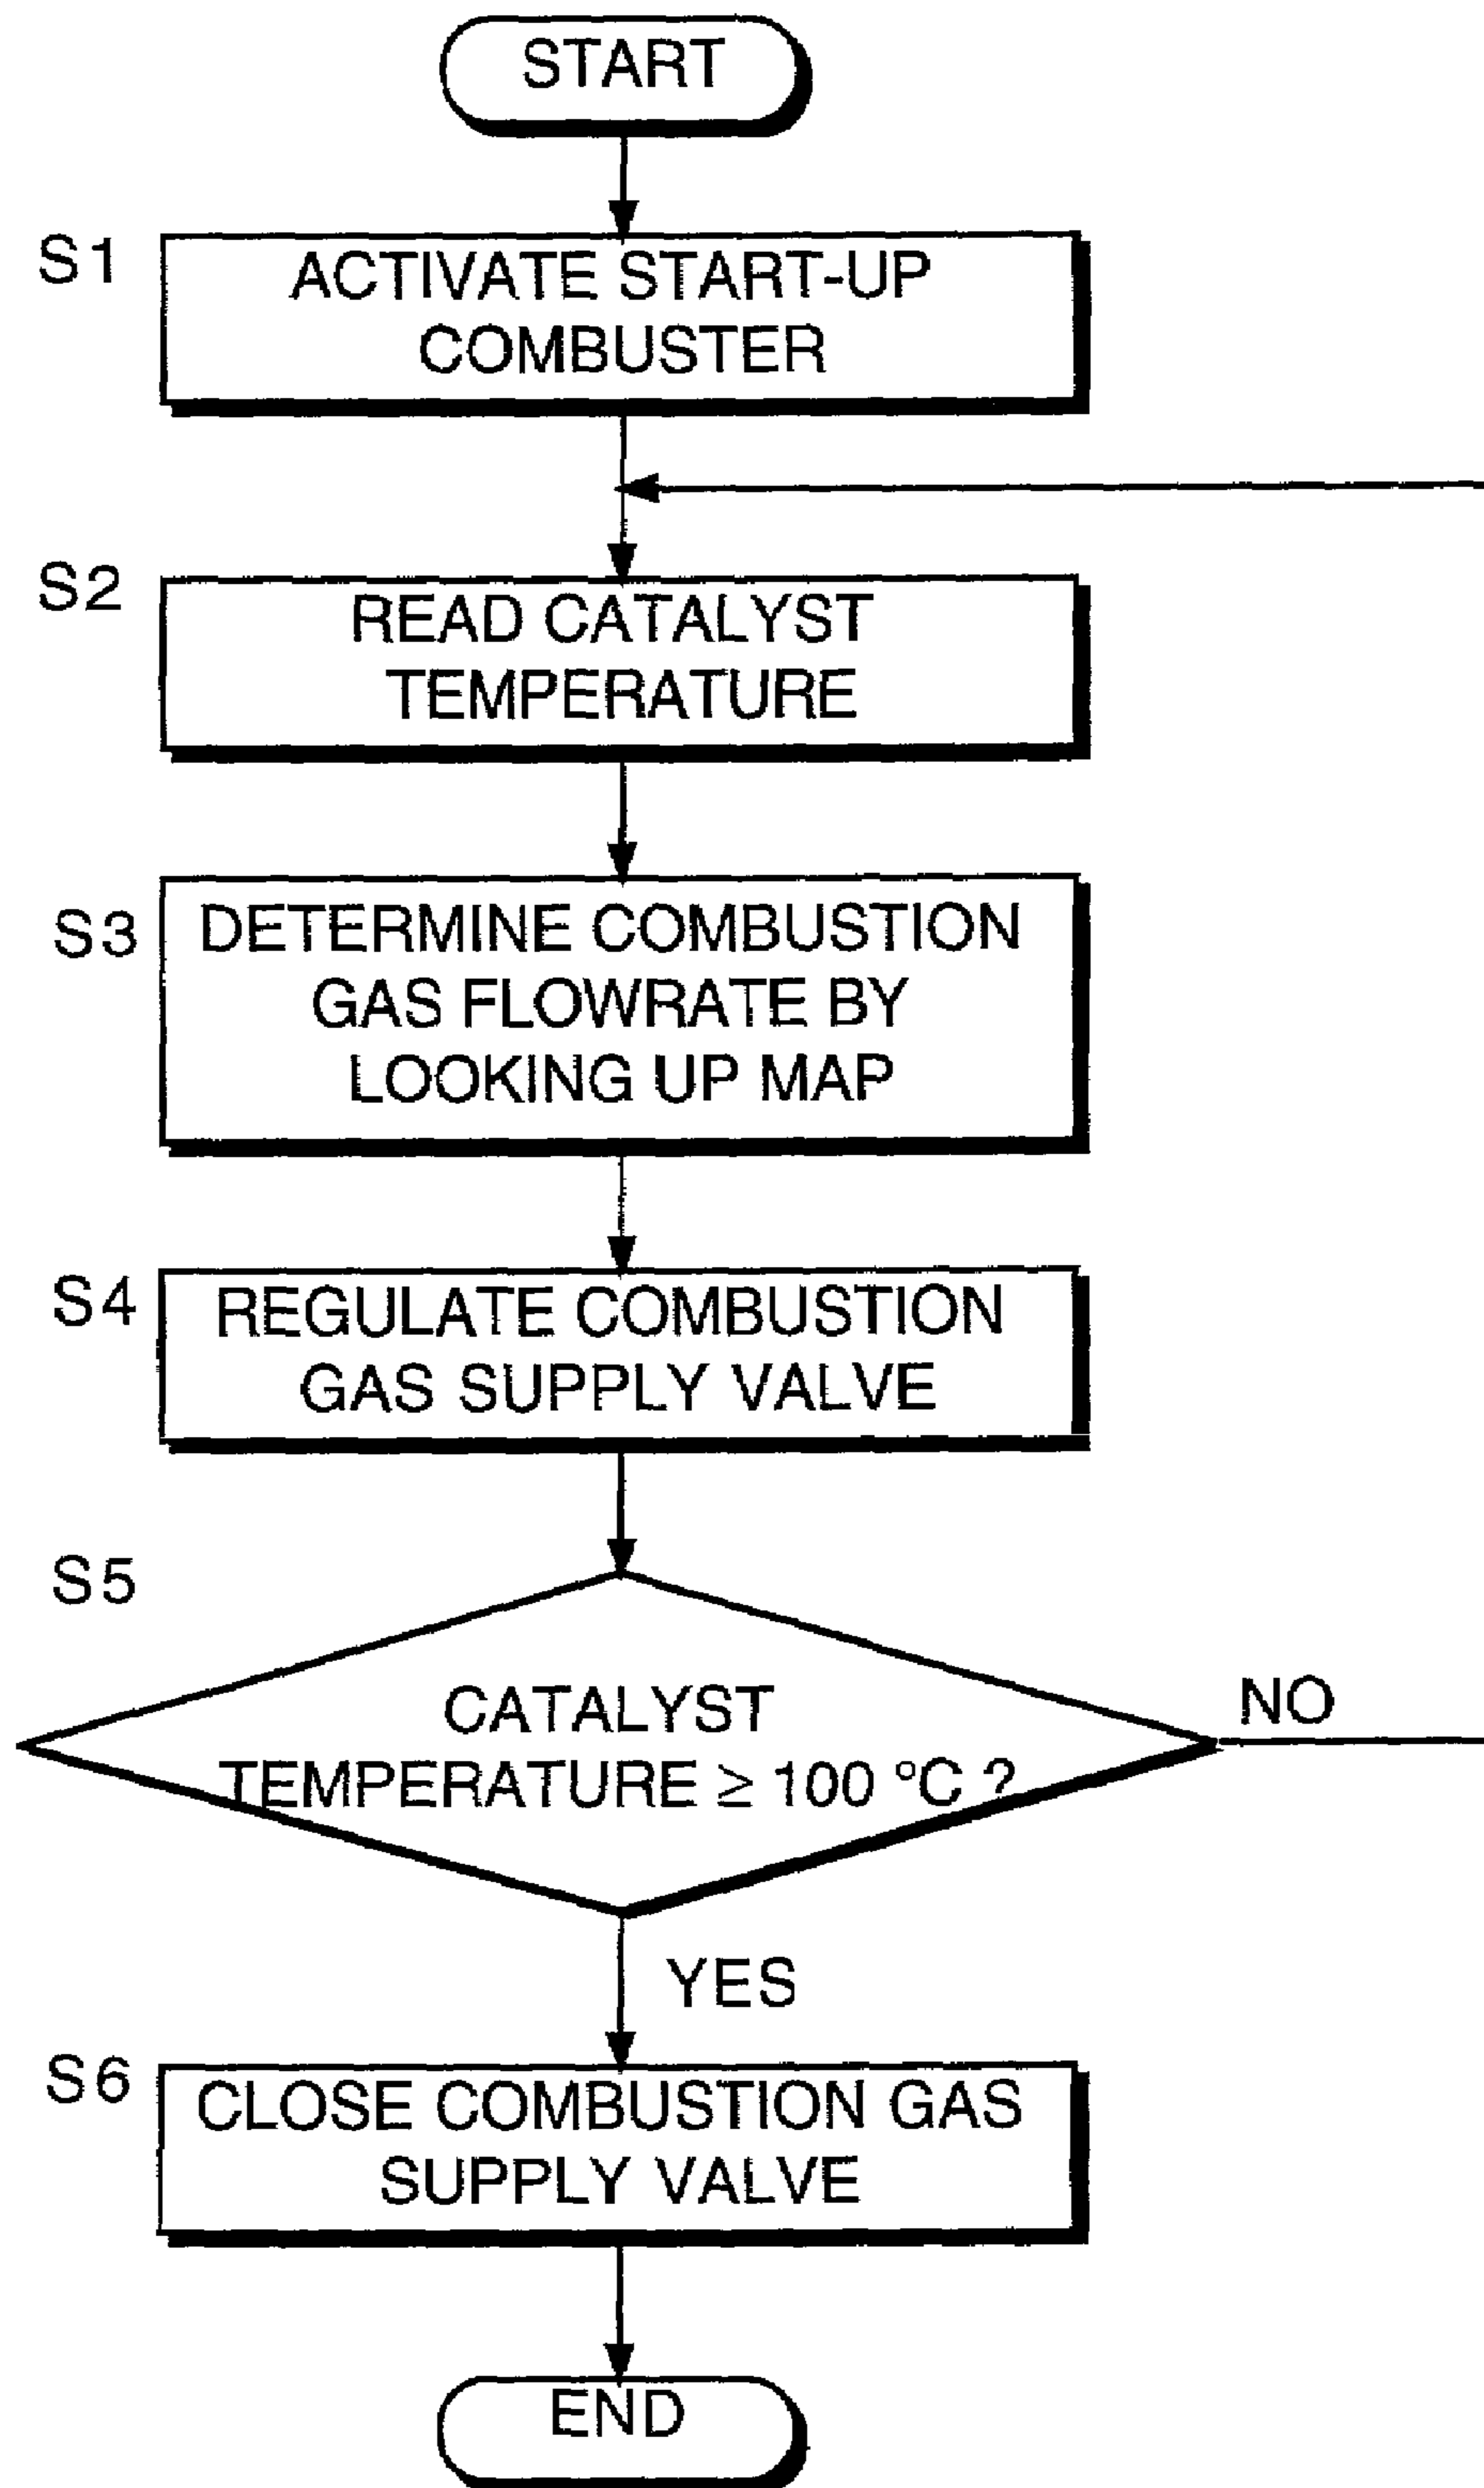 START
S1
ACTIVATE START-UP
COMBUSTER
S2
READ CATALYST
TEMPERATURE
S3
DETERMINE COMBUSTION
GAS FLOWRATE BY
LOOKING UP MAP
S4
REGULATE COMBUSTION
GAS SUPPLY VALVE
S5
CATALYST
TEMPERATURE ≥ 100 °C ?
NO
YES
S6
CLOSE COMBUSTION GAS
SUPPLY VALVE
END